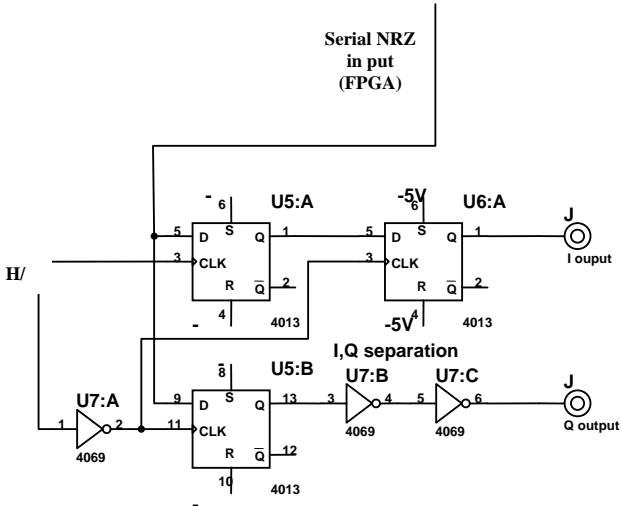 Serial NRZ
in put
(FPGA)
-
6
U5:A
-5V
6
U6:A
J
5
D
S
Q
1
5
D
S
Q
1
I ouput
H/
3
CLK
3
CLK
R
Q
2
R
Q
2
4
-
4013
4
-5V
4013
I,Q separation
-
8
U5:B
U7:B
U7:C
J
U7:A
9
D
S
Q
13
3
4
5
6
Q output
1
2
11
CLK
4069
4069
4069
R
Q
12
10
4013
-